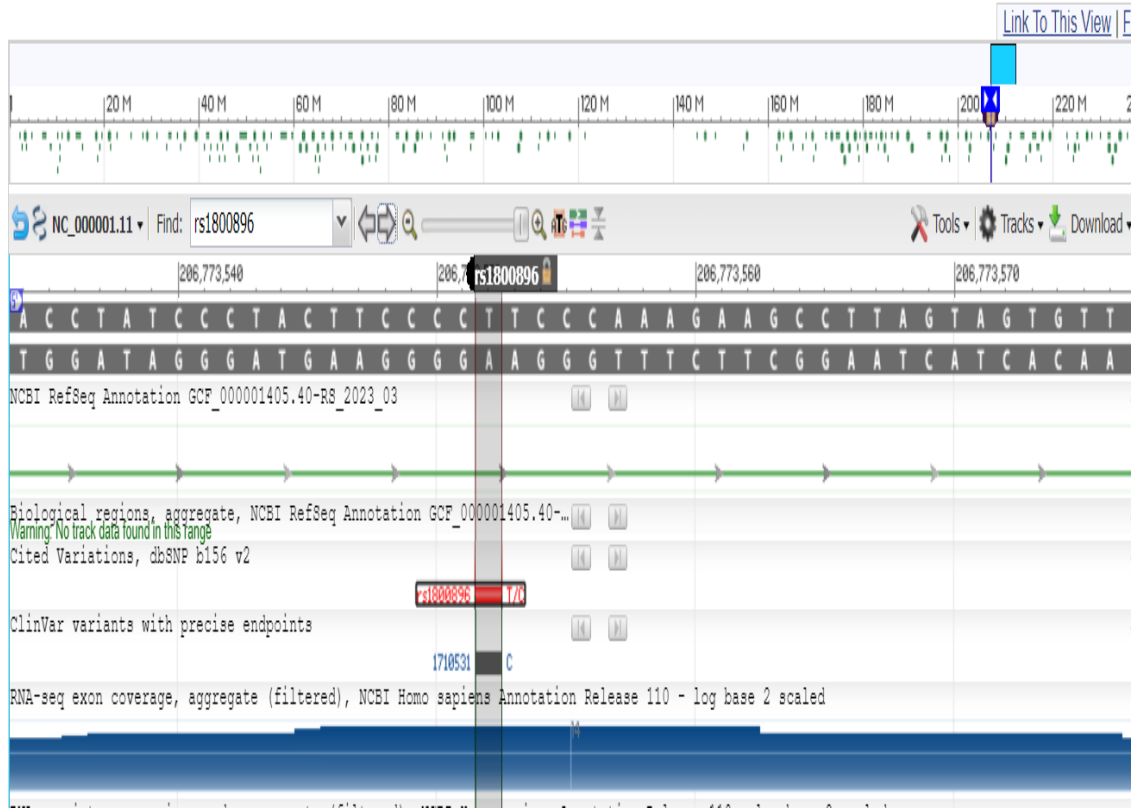 Link To This View | F
20 M 40 M 60 M 80 M 100 M 120 M 140 M 160 M 180 M 200 220 M 2
NC_000001.11 Find: rs1800896 Tools Tracks Download
206,773,540 206,7 rs1800896 206,773,560 206,773,570
A C C T A T C C C T A C T T C C C C T T C C C A A A G A A G C C T T A G T A G T G T T
T G G A T A G G G A T G A A G G G G A A G G G T T T C T T C G G A A T C A T C A C A A
NCBI RefSeq Annotation GCF_000001405.40-RS_2023_03
Biological regions, aggregate, NCBI RefSeq Annotation GCF_000001405.40-…
Warning: No track data found in this range
Cited Variations, dbSNP b156 v2
rs1800896 T/C
ClinVar variants with precise endpoints
1710531 C
RNA-seq exon coverage, aggregate (filtered), NCBI Homo sapiens Annotation Release 110 - log base 2 scaled
14